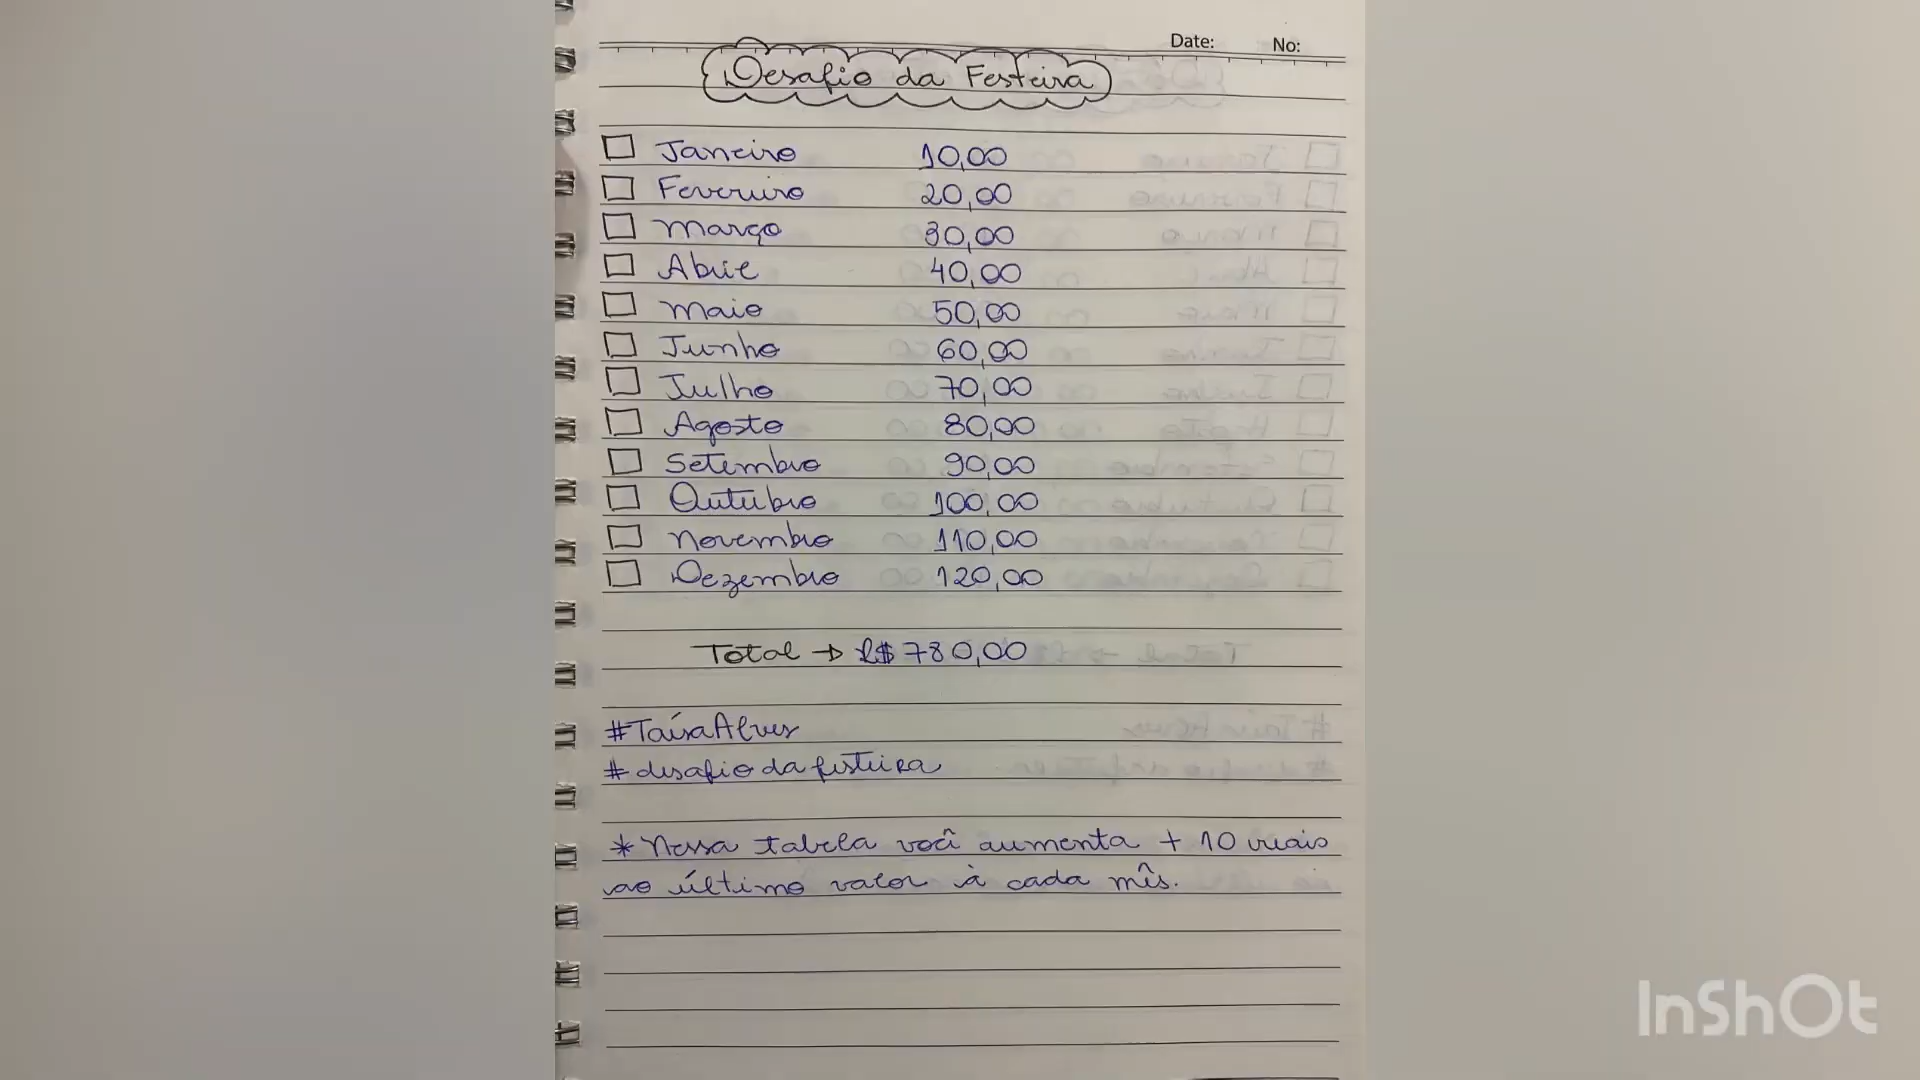 Date: No:
Desafio da Festeira
Janeiro 10,00
Fevereiro 20,00
Março 30,00
Abril 40,00
Maio 50,00
Junho 60,00
Julho 70,00
Agosto 80,00
Setembro 90,00
Outubro 100,00
Novembro 110,00
Dezembro 120,00
Total → R$ 780,00
#TaísaAlves
#desafiodafesteira
* Nessa tabela você aumenta + 10 reais
ao último valor à cada mês.
InShOt